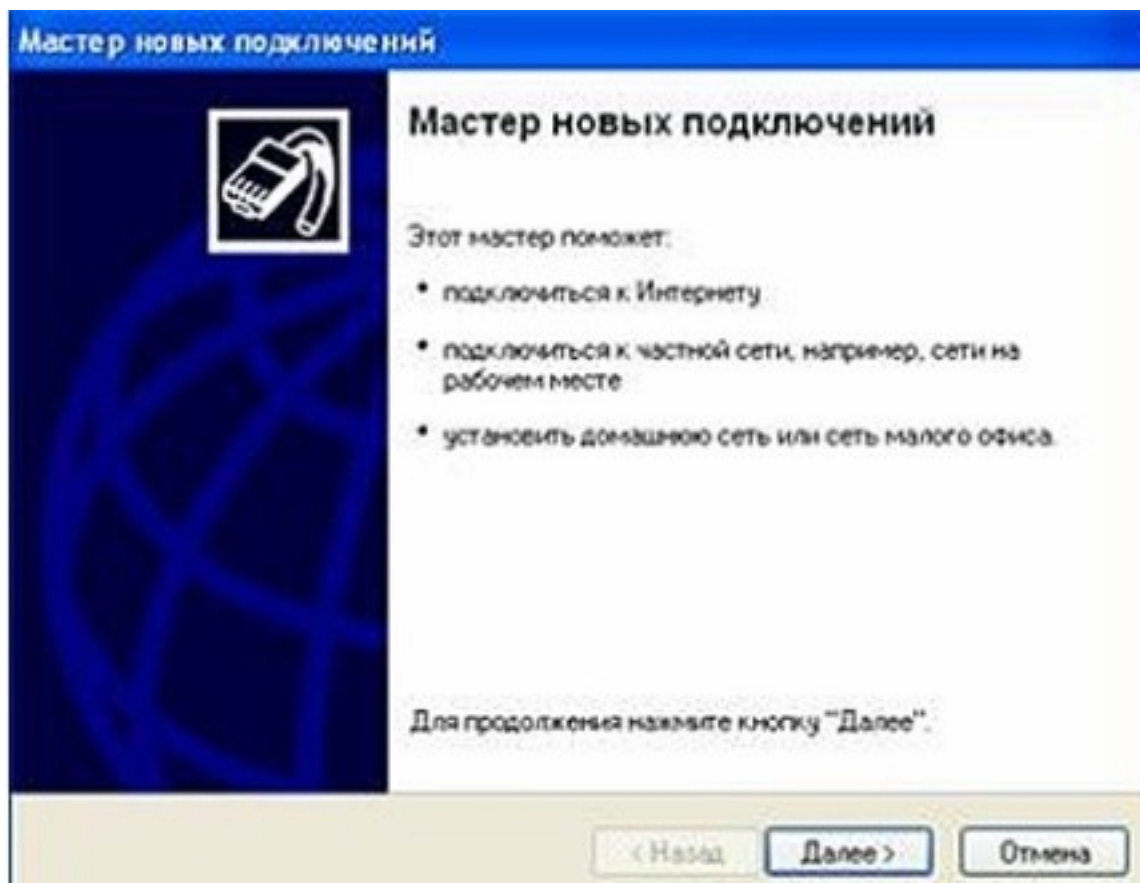 Мастер новых подключений
Мастер новых подключений
Этот мастер поможет:
• подключиться к Интернету
• подключиться к частной сети, например, сети на
рабочем месте
• установить домашнюю сеть или сеть малого офиса.
Для продолжения нажмите кнопку "Далее".
< Назад
Далее >
Отмена